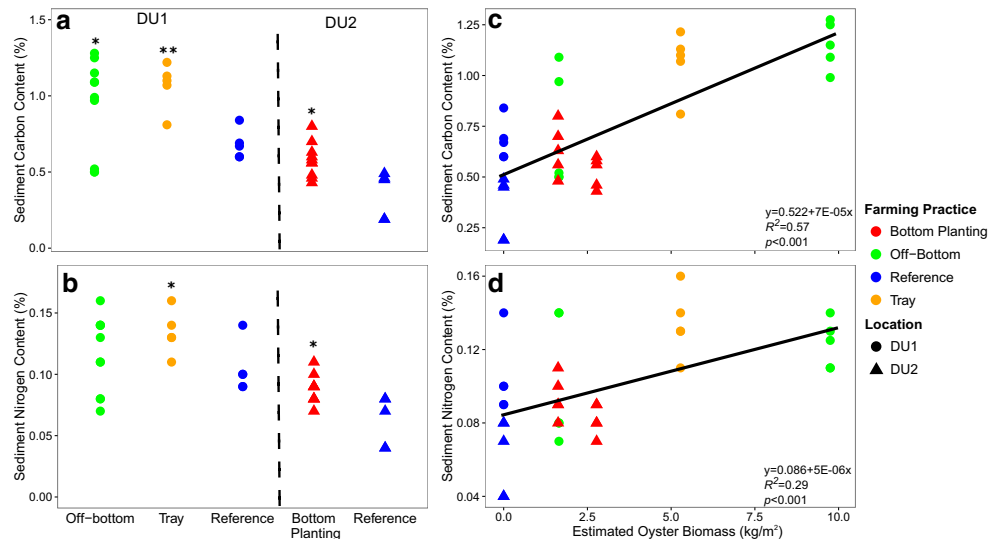 DU1
DU2
a
Sediment Carbon Content (%)
1.5
1.0
0.5
0.0
*
**
*
b
Sediment Nitrogen Content (%)
0.15
0.10
0.05
0.00
*
*
Off−bottom
Tray
Reference
Bottom
Planting
Reference
c
Sediment Carbon Content (%)
1.25
1.00
0.75
0.50
0.25
y=0.522+7E-05x
R²=0.57
p<0.001
d
Sediment Nitrogen Content (%)
0.16
0.12
0.08
0.04
y=0.086+5E-06x
R²=0.29
p<0.001
0.0
2.5
5.0
7.5
10.0
Estimated Oyster Biomass (kg/m²)
Farming Practice
Bottom Planting
Off−Bottom
Reference
Tray
Location
DU1
DU2